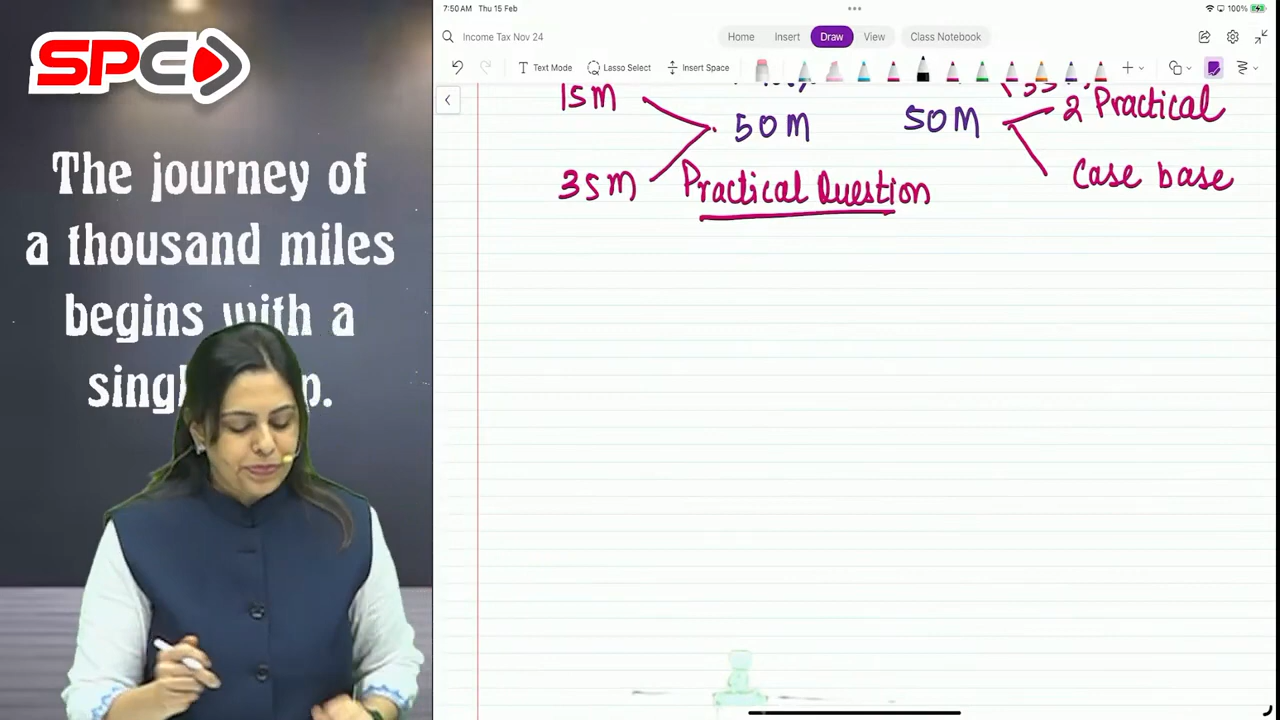 7:50 AM Thu 15 Feb
100%
Income Tax Nov 24
Home Insert Draw View Class Notebook
Text Mode Lasso Select Insert Space
SPC
The journey of
a thousand miles
begins with a
15M
50M 50M 2 Practical
35M Practical Question Case base